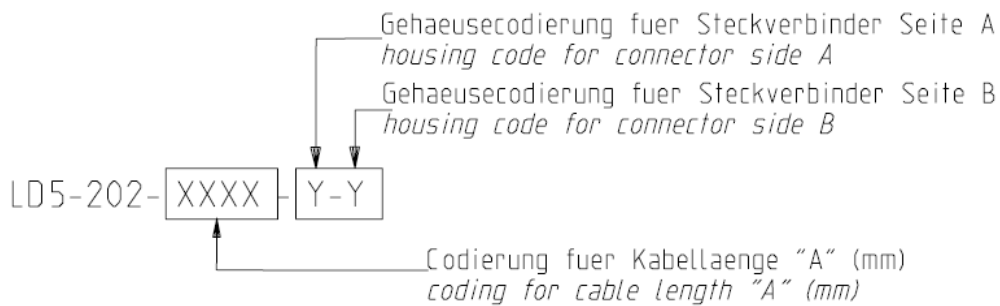 Gehaeusecodierung fuer Steckverbinder Seite A
housing code for connector side A
Gehaeusecodierung fuer Steckverbinder Seite B
housing code for connector side B
LD5-202-XXXX-Y-Y
Codierung fuer Kabellaenge "A" (mm)
coding for cable length "A" (mm)